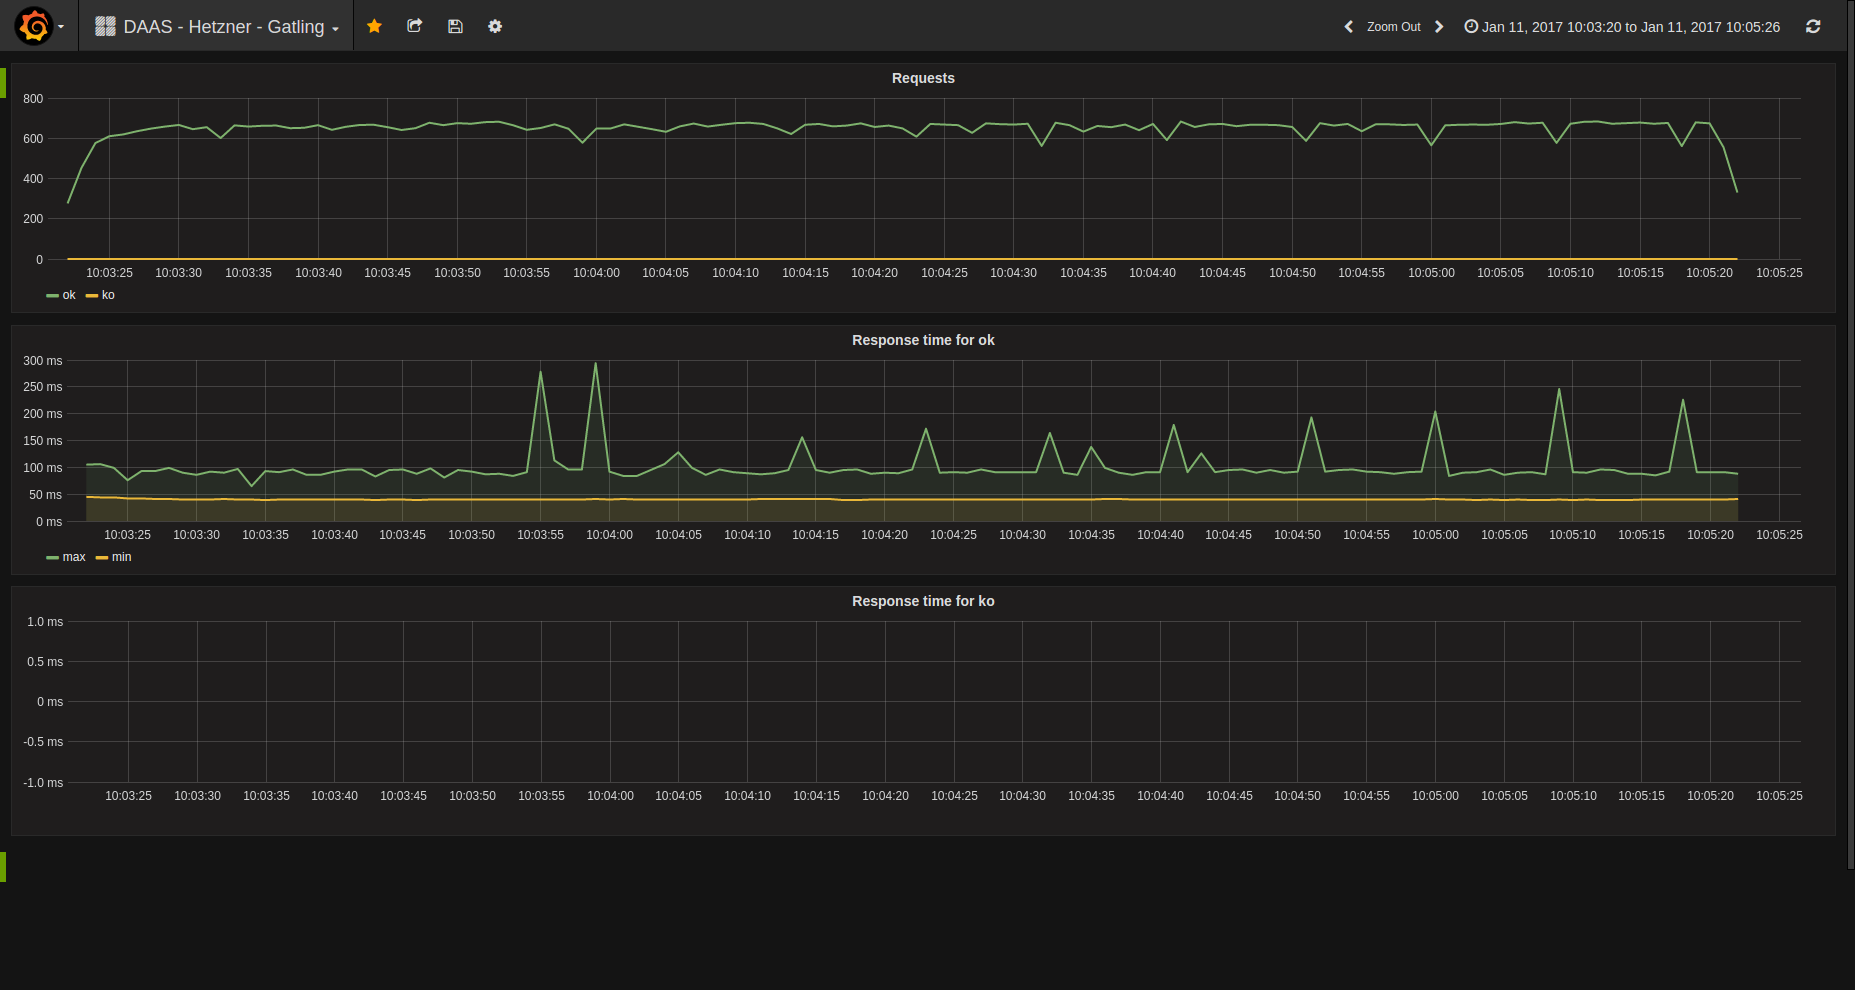 DAAS - Hetzner - Gatling
Zoom Out
Jan 11, 2017 10:03:20 to Jan 11, 2017 10:05:26
Requests
800
600
400
200
0
10:03:25 10:03:30 10:03:35 10:03:40 10:03:45 10:03:50 10:03:55 10:04:00 10:04:05 10:04:10 10:04:15 10:04:20 10:04:25 10:04:30 10:04:35 10:04:40 10:04:45 10:04:50 10:04:55 10:05:00 10:05:05 10:05:10 10:05:15 10:05:20 10:05:25
ok ko
Response time for ok
300 ms
250 ms
200 ms
150 ms
100 ms
50 ms
0 ms
10:03:25 10:03:30 10:03:35 10:03:40 10:03:45 10:03:50 10:03:55 10:04:00 10:04:05 10:04:10 10:04:15 10:04:20 10:04:25 10:04:30 10:04:35 10:04:40 10:04:45 10:04:50 10:04:55 10:05:00 10:05:05 10:05:10 10:05:15 10:05:20 10:05:25
max min
Response time for ko
1.0 ms
0.5 ms
0 ms
-0.5 ms
-1.0 ms
10:03:25 10:03:30 10:03:35 10:03:40 10:03:45 10:03:50 10:03:55 10:04:00 10:04:05 10:04:10 10:04:15 10:04:20 10:04:25 10:04:30 10:04:35 10:04:40 10:04:45 10:04:50 10:04:55 10:05:00 10:05:05 10:05:10 10:05:15 10:05:20 10:05:25